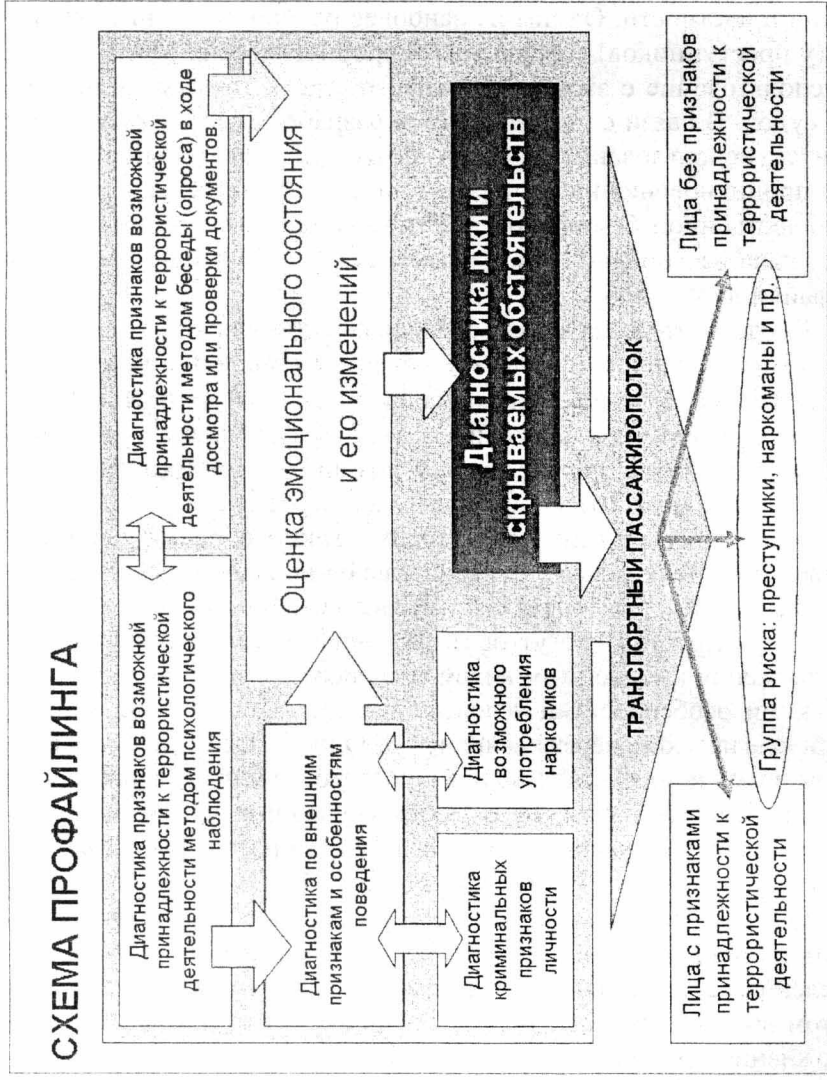 СХЕМА ПРОФАЙЛИНГА
Диагностика признаков возможной
принадлежности к террористической
деятельности методом психологического
наблюдения
Диагностика признаков возможной
принадлежности к террористической
деятельности методом беседы (опроса) в ходе
досмотра или проверки документов
Диагностика по внешним
признакам и особенностям
поведения
Оценка эмоционального состояния
и его изменений
Диагностика
криминальных
признаков
личности
Диагностика
возможного
употребления
наркотиков
Диагностика лжи и
скрываемых обстоятельств
ТРАНСПОРТНЫЙ ПАССАЖИРОПОТОК
Лица с признаками
принадлежности к
террористической
деятельности
Группа риска: преступники, наркоманы и пр.
Лица без признаков
принадлежности к
террористической
деятельности